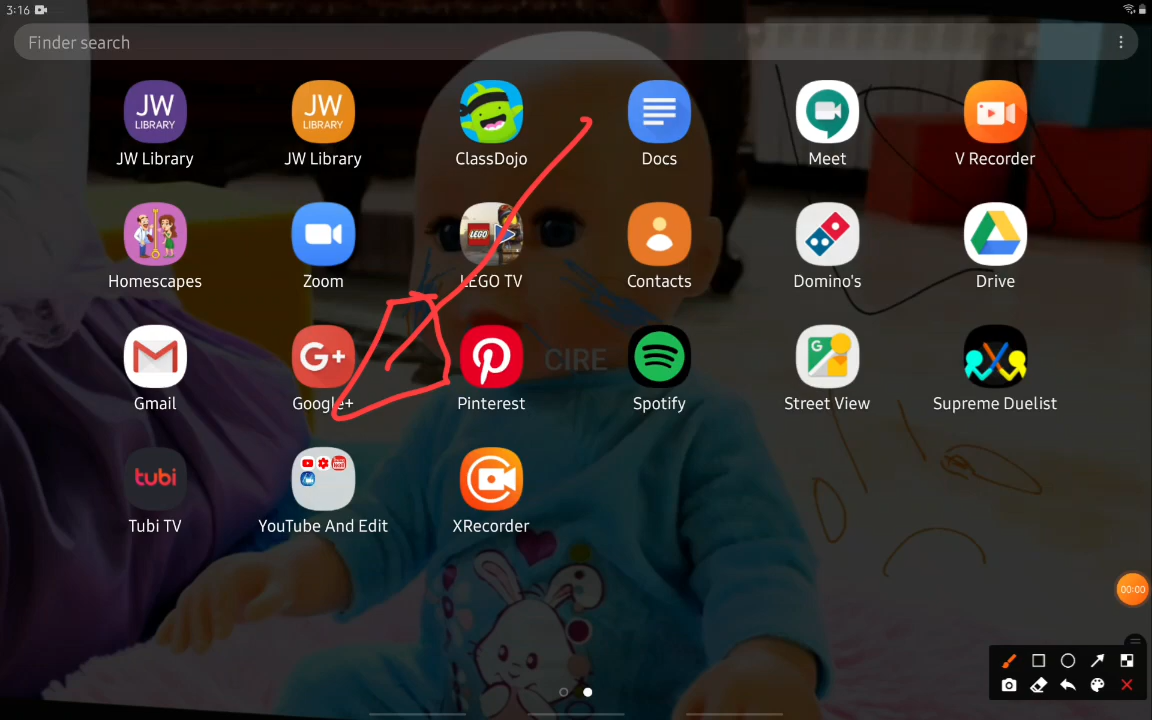 3:16
Finder search
JW LIBRARY
JW LIBRARY
JW Library
JW Library
ClassDojo
Docs
Meet
V Recorder
LEGO
Homescapes
Zoom
LEGO TV
Contacts
Domino's
Drive
G+
G
CIRE
Gmail
Google+
Pinterest
Spotify
Street View
Supreme Duelist
tubi
Tubi TV
YouTube And Edit
XRecorder
00:00